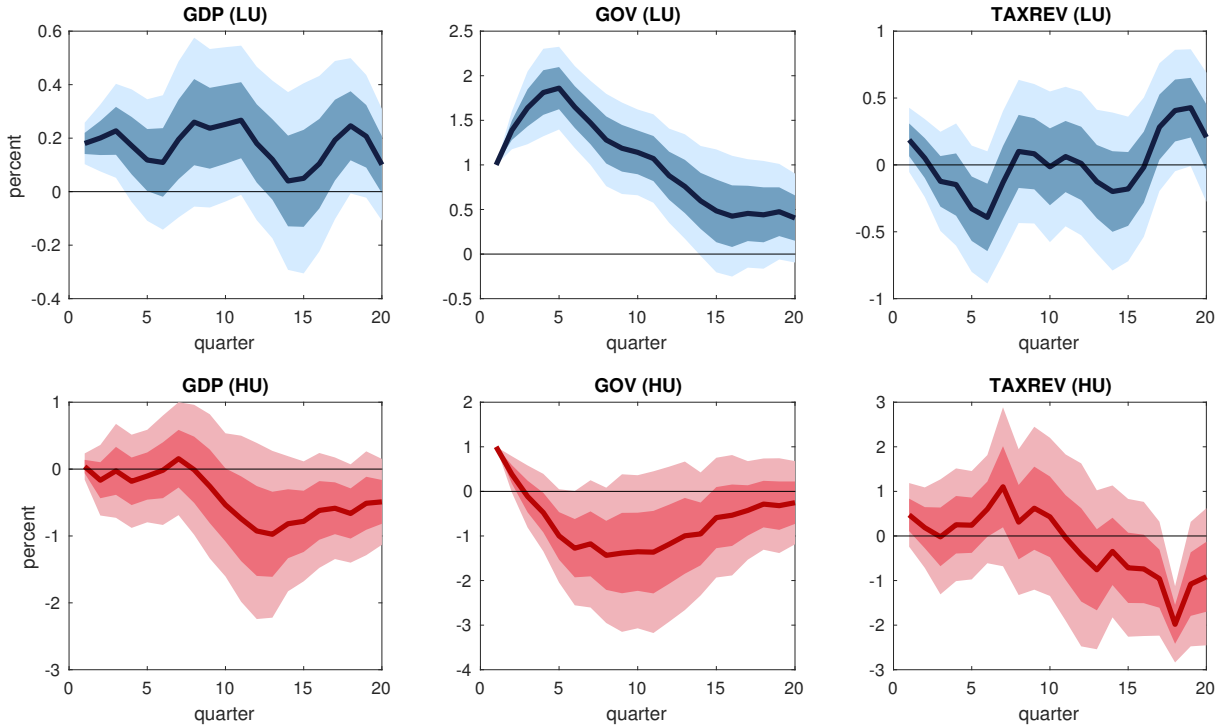 GDP (LU)
0.6
0.4
0.2
0
-0.2
-0.4
percent
0 5 10 15 20
quarter
GOV (LU)
2.5
2
1.5
1
0.5
0
-0.5
0 5 10 15 20
quarter
TAXREV (LU)
1
0.5
0
-0.5
-1
0 5 10 15 20
quarter
GDP (HU)
1
0
-1
-2
-3
percent
0 5 10 15 20
quarter
GOV (HU)
2
1
0
-1
-2
-3
-4
0 5 10 15 20
quarter
TAXREV (HU)
3
2
1
0
-1
-2
-3
0 5 10 15 20
quarter